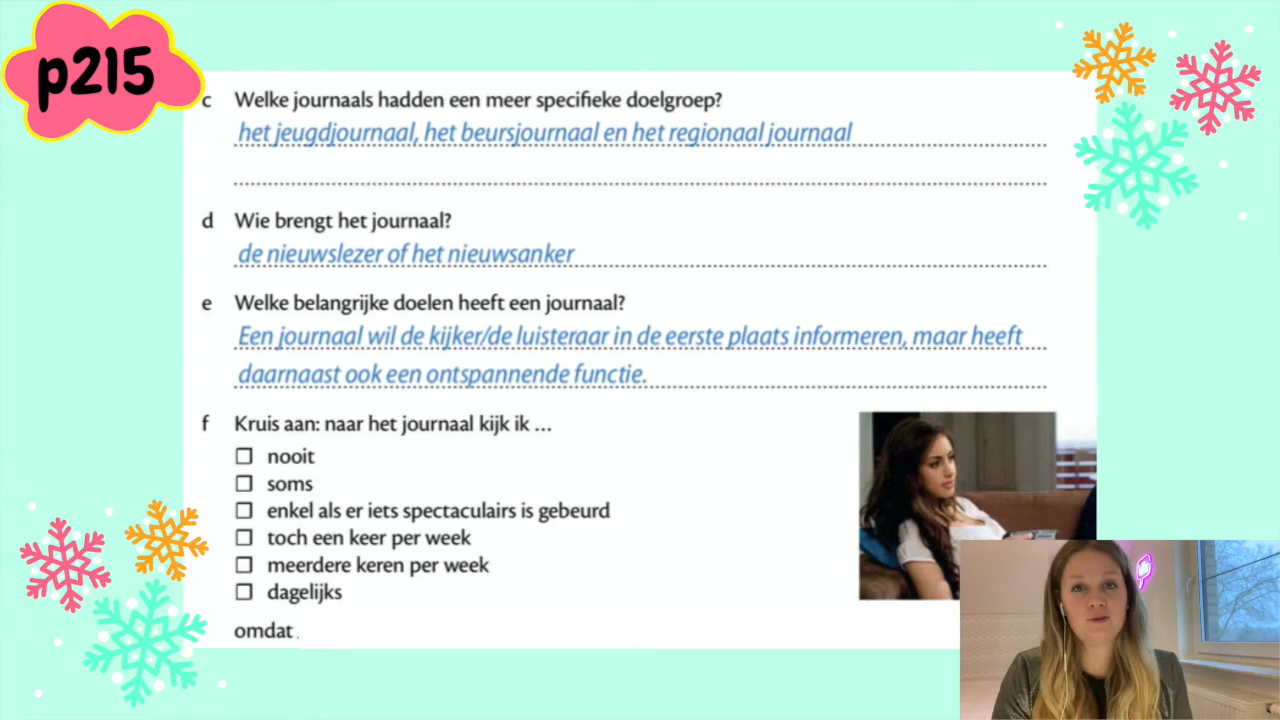 p215
c Welke journaals hadden een meer specifieke doelgroep?
het jeugdjournaal, het beursjournaal en het regionaal journaal
d Wie brengt het journaal?
de nieuwslezer of het nieuwsanker
e Welke belangrijke doelen heeft een journaal?
Een journaal wil de kijker/de luisteraar in de eerste plaats informeren, maar heeft
daarnaast ook een ontspannende functie.
f Kruis aan: naar het journaal kijk ik ...
☐ nooit
☐ soms
☐ enkel als er iets spectaculairs is gebeurd
☐ toch een keer per week
☐ meerdere keren per week
☐ dagelijks
omdat